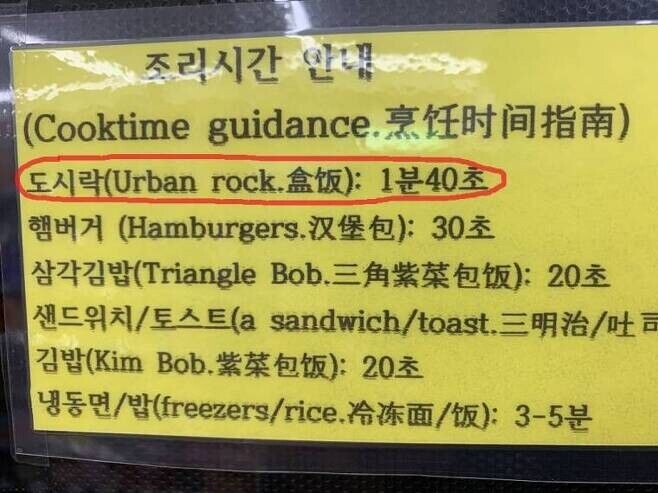 조리시간 안내
(Cooktime guidance.烹饪时间指南)
도시락(Urban rock.盒饭): 1분40초
햄버거 (Hamburgers.汉堡包): 30초
삼각김밥(Triangle Bob.三角紫菜包饭): 20초
샌드위치/토스트(a sandwich/toast.三明治/吐司
김밥(Kim Bob.紫菜包饭): 20초
냉동면/밥(freezers/rice.冷冻面/饭): 3-5분